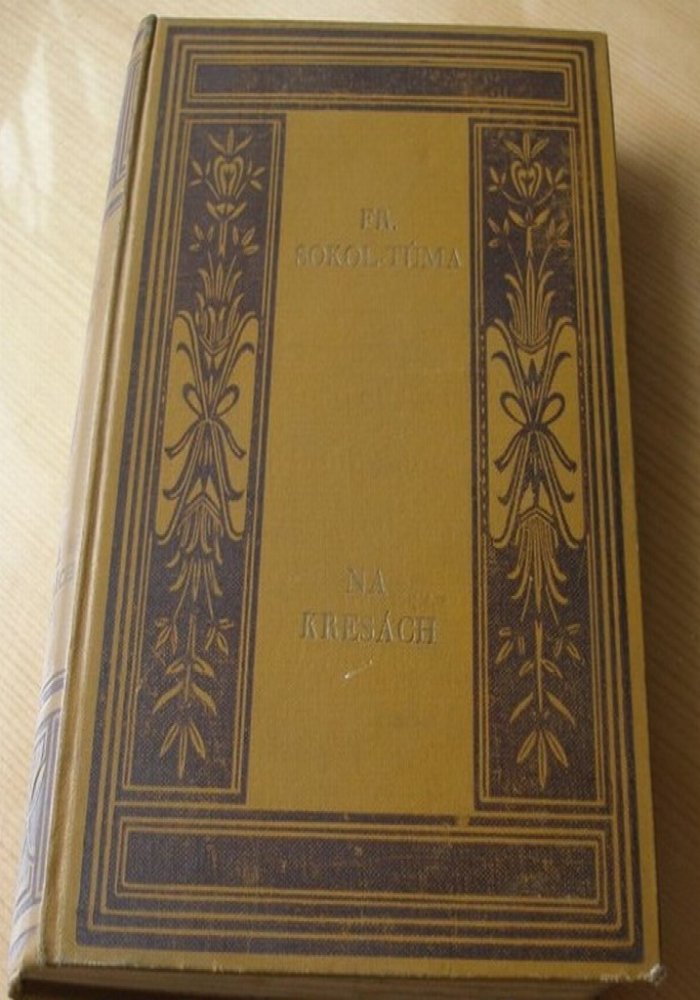 FR.
SOKOL-TŮMA
NA
KRESÁCH